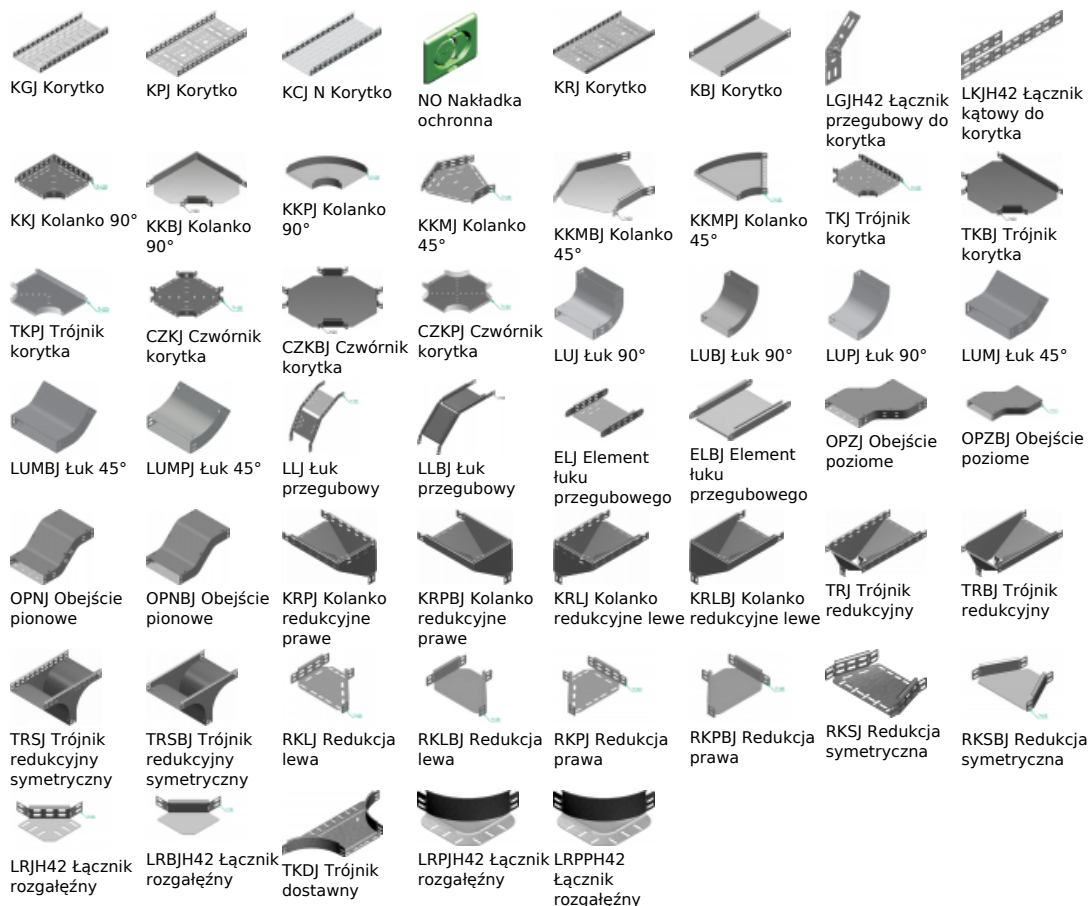 KGJ Korytko
KPJ Korytko
KCJ N Korytko
NO Nakładka
ochronna
KRJ Korytko
KBJ Korytko
LGJH42 Łącznik
przegubowy do
korytka
LKJH42 Łącznik
kątowy do
korytka
KKJ Kolanko 90°
KKBJ Kolanko
90°
KKPJ Kolanko
90°
KKMJ Kolanko
45°
KKMBJ Kolanko
45°
KKMPJ Kolanko
45°
TKJ Trójnik
korytka
TKBJ Trójnik
korytka
TKPJ Trójnik
korytka
CZKJ Czwórnik
korytka
CZKBJ Czwórnik
korytka
CZKPJ Czwórnik
korytka
LUJ Łuk 90°
LUBJ Łuk 90°
LUPJ Łuk 90°
LUMJ Łuk 45°
LUMBJ Łuk 45°
LUMPJ Łuk 45°
LLJ Łuk
przegubowy
LLBJ Łuk
przegubowy
ELJ Element
łuku
przegubowego
ELBJ Element
łuku
przegubowego
OPZJ Obejście
poziome
OPZBJ Obejście
poziome
OPNJ Obejście
pionowe
OPNBJ Obejście
pionowe
KRPJ Kolanko
redukcyjne
prawe
KRPBJ Kolanko
redukcyjne
prawe
KRLJ Kolanko
redukcyjne lewe
KRLBJ Kolanko
redukcyjne lewe
TRJ Trójnik
redukcyjny
TRBJ Trójnik
redukcyjny
TRSJ Trójnik
redukcyjny
symetryczny
TRSBJ Trójnik
redukcyjny
symetryczny
RKLJ Redukcja
lewa
RKLBJ Redukcja
lewa
RKPJ Redukcja
prawa
RKPBJ Redukcja
prawa
RKSJ Redukcja
symetryczna
RKSBJ Redukcja
symetryczna
LRJH42 Łącznik
rozgałęźny
LRBJH42 Łącznik
rozgałęźny
TKDJ Trójnik
dostawny
LRPJH42 Łącznik
rozgałęźny
LRPPH42
Łącznik
rozgałęźny